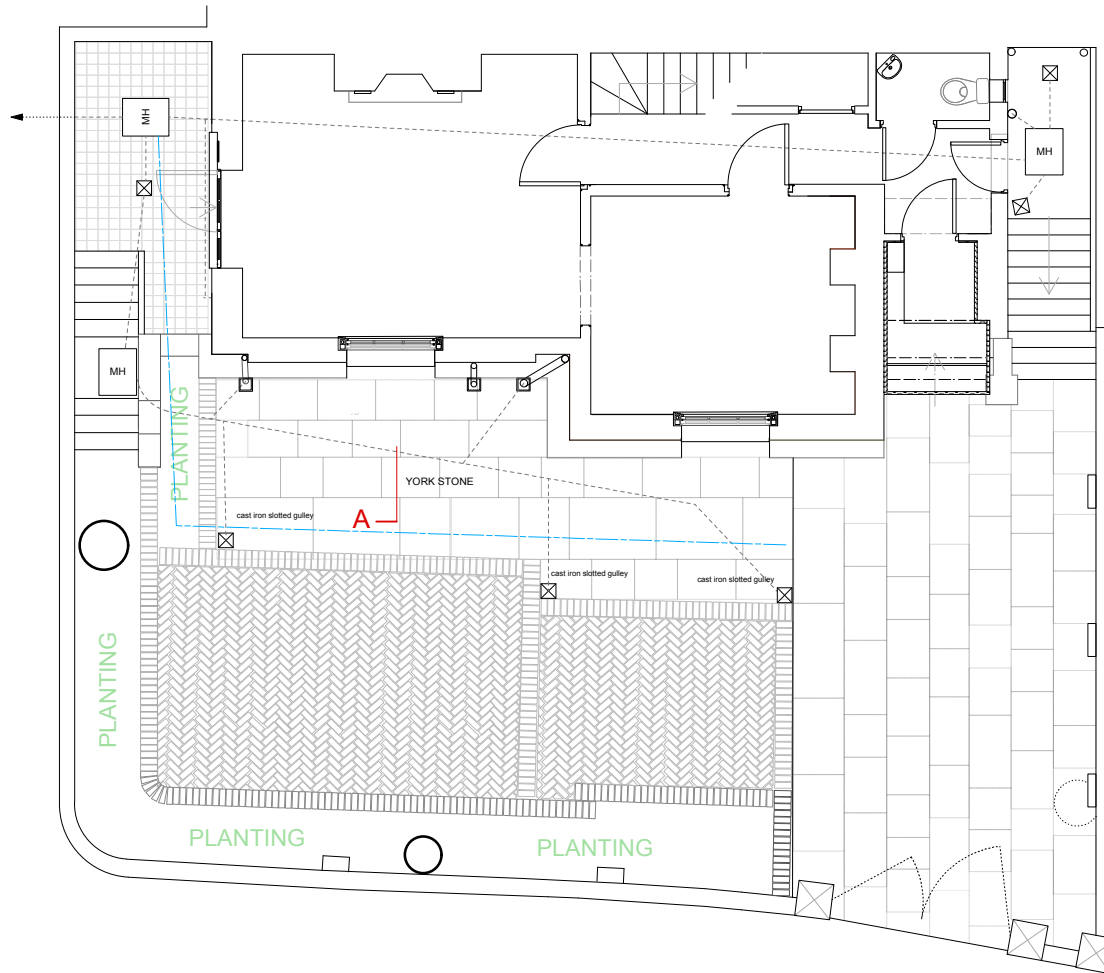 MH
MH
MH
PLANTING
YORK STONE
cast iron slotted gulley
A
cast iron slotted gulley
cast iron slotted gulley
PLANTING
PLANTING
PLANTING